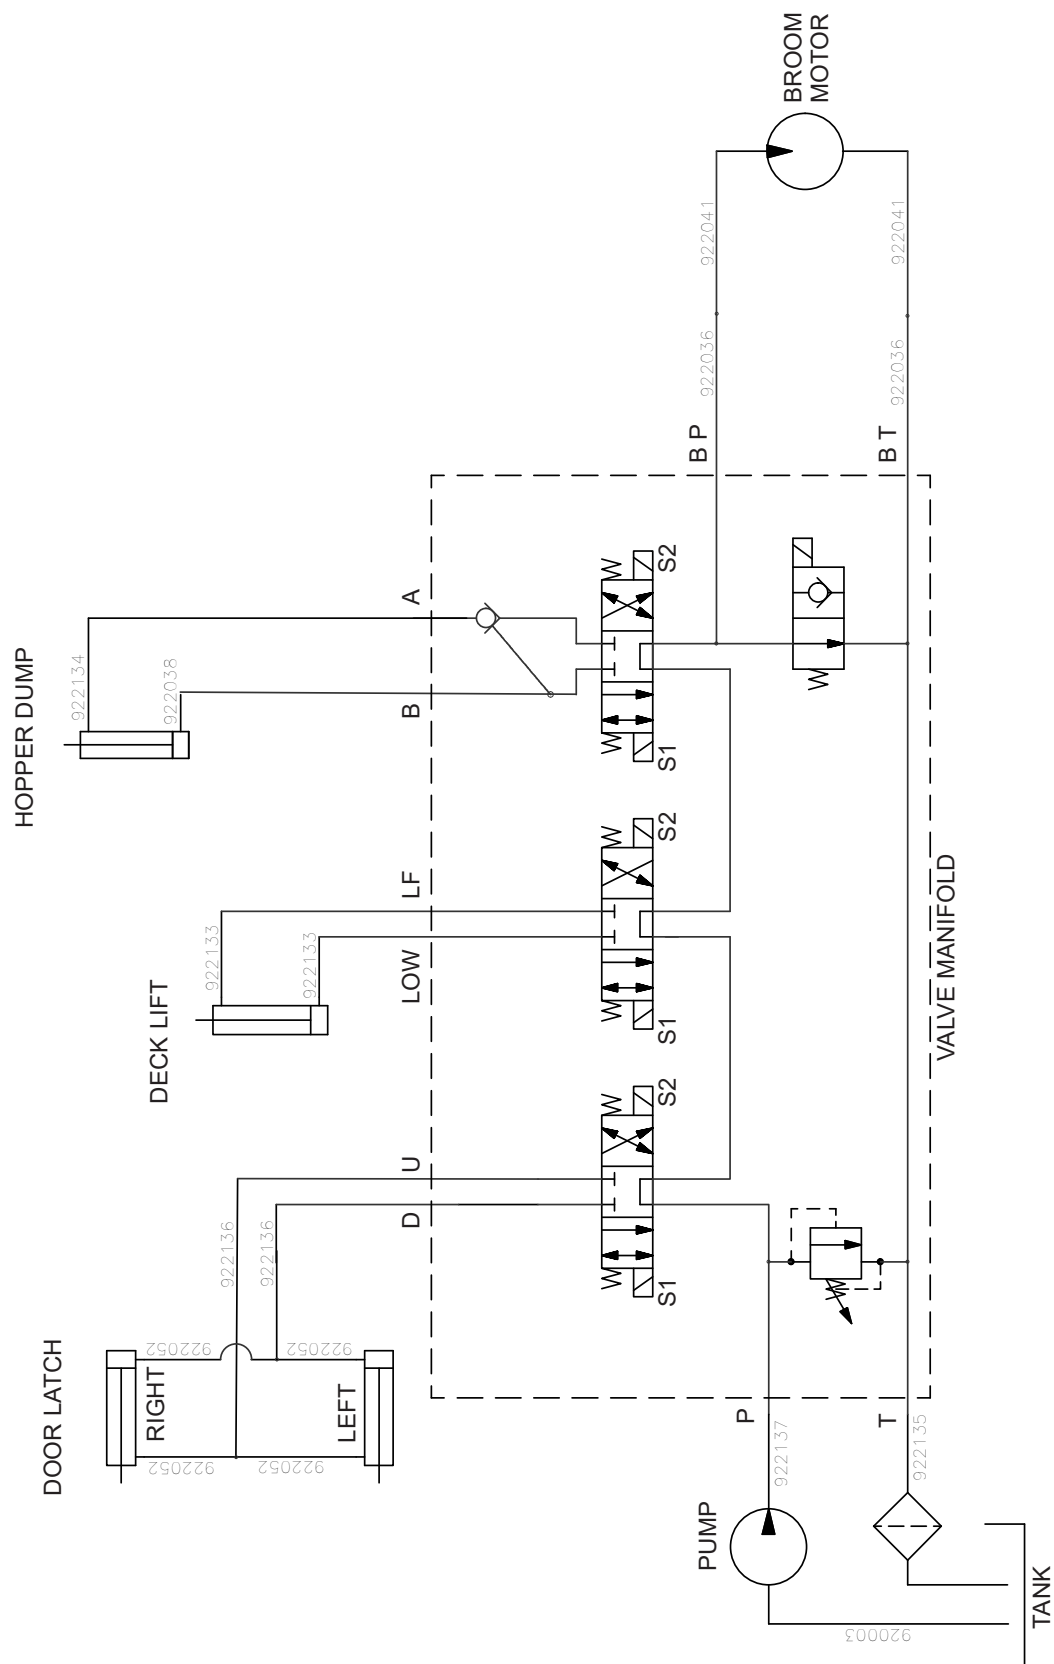 HOPPER DUMP
922134
922038
A
B
S2
S1
BROOM
MOTOR
922041
922041
922036
922036
B P
B T
DECK LIFT
922133
922133
LF
LOW
S2
S1
VALVE MANIFOLD
DOOR LATCH
922136
922136
922052
922052
922052
922052
RIGHT
LEFT
U
D
S2
S1
P
T
922137
922135
PUMP
920003
TANK